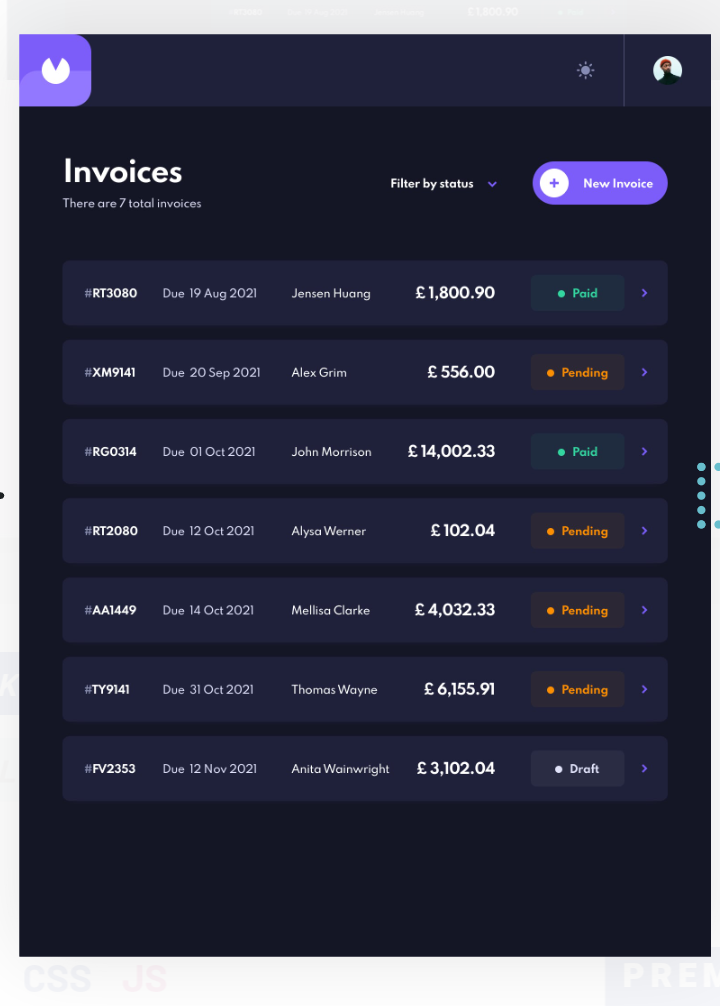 #RT3080 £ 1,800.90
Invoices
There are 7 total invoices
Filter by status
+ New Invoice
#RT3080 Due 19 Aug 2021 Jensen Huang £ 1,800.90 Paid
#XM9141 Due 20 Sep 2021 Alex Grim £ 556.00 Pending
#RG0314 Due 01 Oct 2021 John Morrison £ 14,002.33 Paid
#RT2080 Due 12 Oct 2021 Alysa Werner £ 102.04 Pending
#AA1449 Due 14 Oct 2021 Mellisa Clarke £ 4,032.33 Pending
#TY9141 Due 31 Oct 2021 Thomas Wayne £ 6,155.91 Pending
#FV2353 Due 12 Nov 2021 Anita Wainwright £ 3,102.04 Draft
CSS JS
PREM